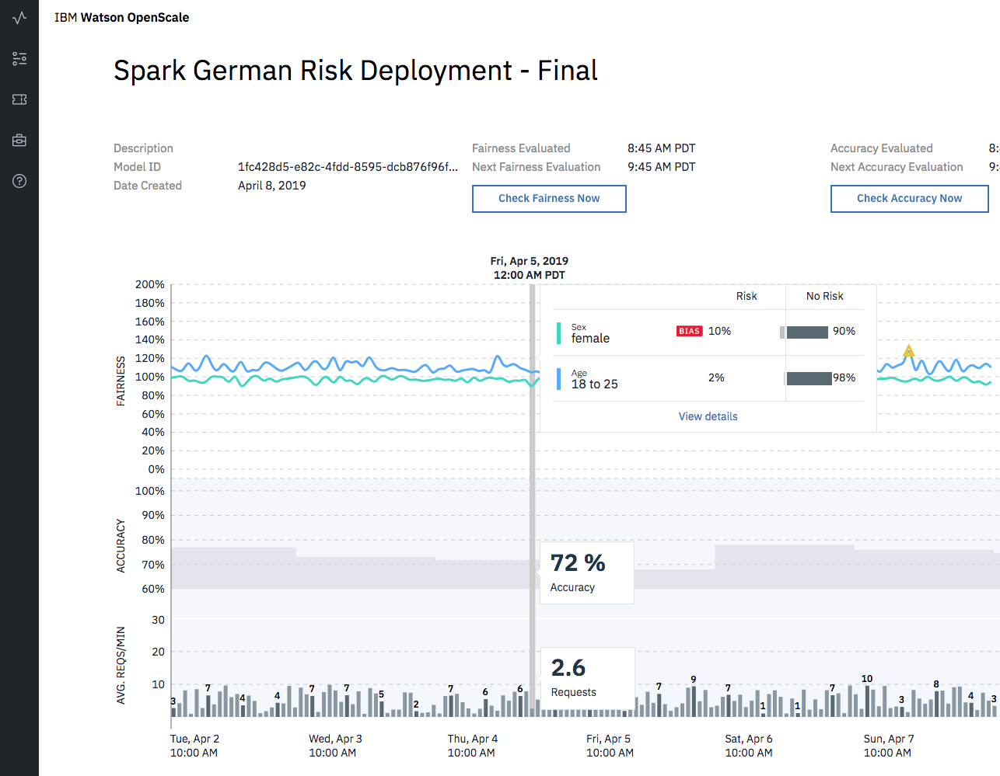 IBM Watson OpenScale
Spark German Risk Deployment - Final
Description
Model ID 1fc428d5-e82c-4fdd-8595-dcb876f96f...
Date Created April 8, 2019
Fairness Evaluated 8:45 AM PDT
Next Fairness Evaluation 9:45 AM PDT
Check Fairness Now
Accuracy Evaluated 8:
Next Accuracy Evaluation 9:
Check Accuracy Now
Fri, Apr 5, 2019
12:00 AM PDT
FAIRNESS
200%
180%
160%
140%
120%
100%
80%
60%
40%
20%
0%
Risk No Risk
Sex
female
BIAS 10% 90%
Age
18 to 25
2% 98%
View details
ACCURACY
100%
90%
80%
70%
60%
72 %
Accuracy
AVG. REQS/MIN
30
20
10
2.6
Requests
3 7 4 4 7 7 5 2 7 6 6 7 9 7 1 1 7 10 3 8 4 3
Tue, Apr 2 Wed, Apr 3 Thu, Apr 4 Fri, Apr 5 Sat, Apr 6 Sun, Apr 7
10:00 AM 10:00 AM 10:00 AM 10:00 AM 10:00 AM 10:00 AM